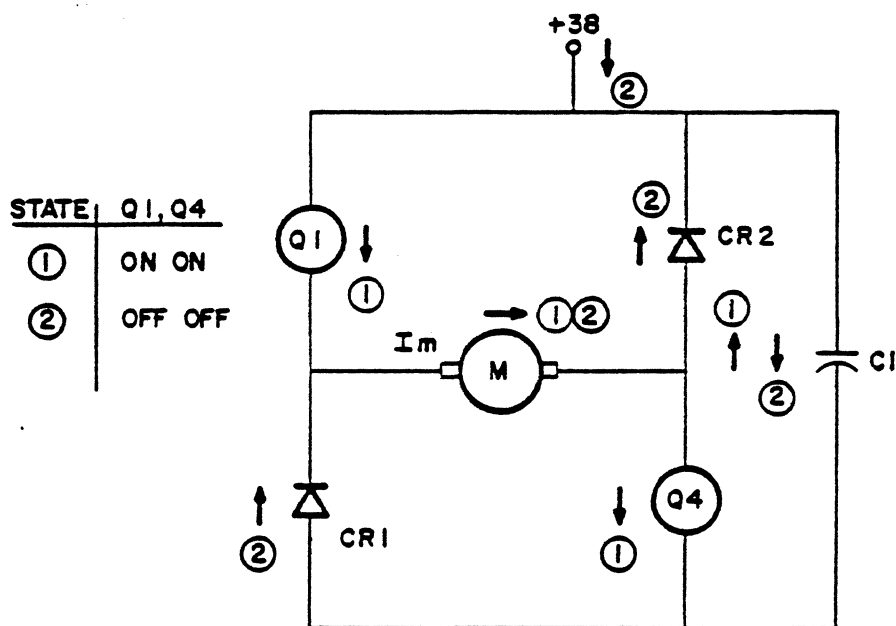 +38
②
STATE Q1, Q4
① ON ON
② OFF OFF
Q1
①
②
CR2
Im
①②
M
①
②
C1
②
CR1
①
Q4